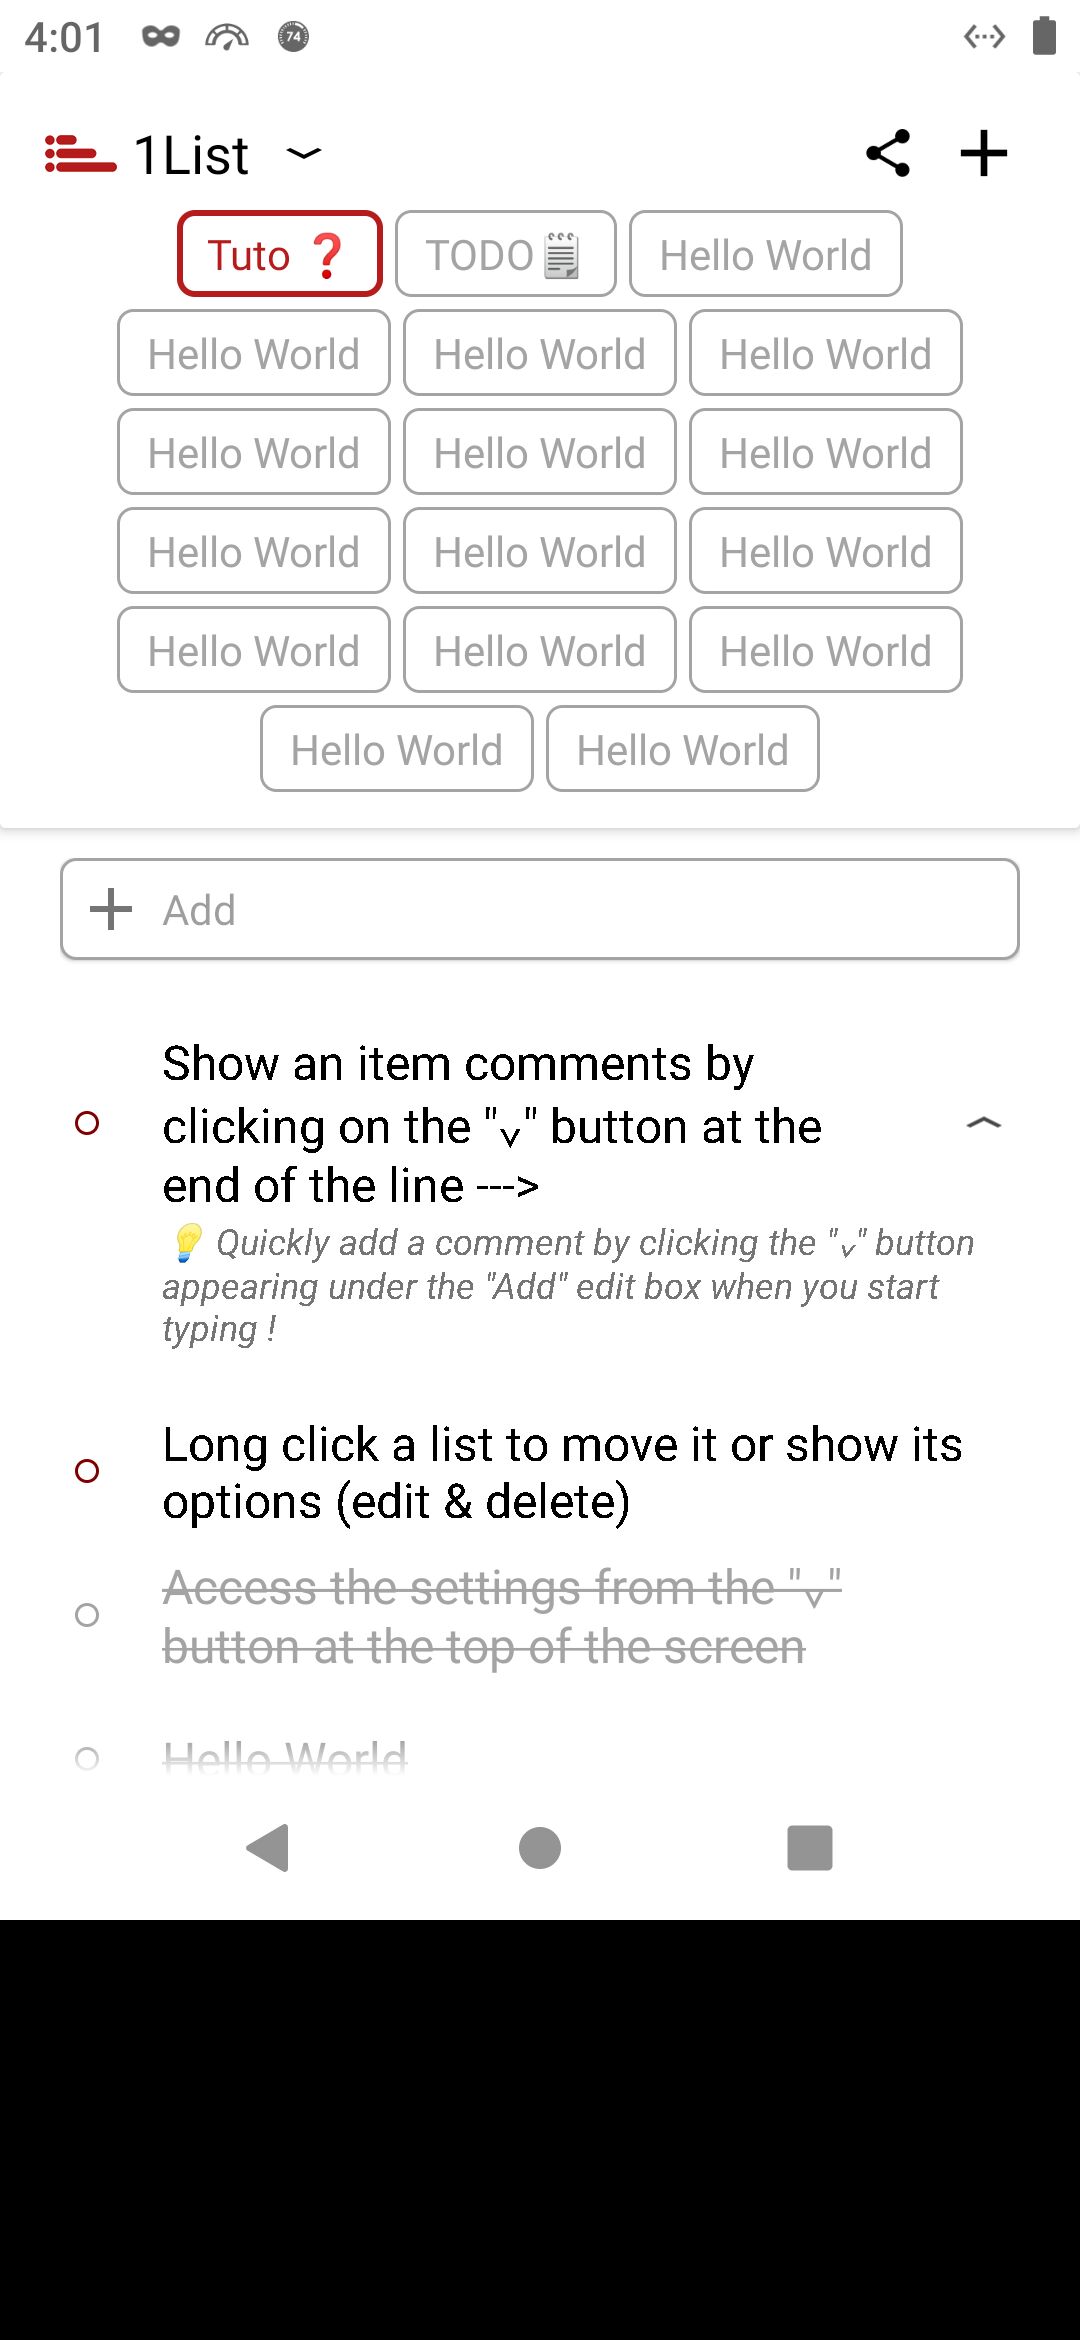 4:01
74
1List
Tuto ❓ TODO🗒 Hello World
Hello World Hello World Hello World
Hello World Hello World Hello World
Hello World Hello World Hello World
Hello World Hello World Hello World
Hello World Hello World
Add
Show an item comments by
clicking on the "˅" button at the
end of the line --->
💡 Quickly add a comment by clicking the "˅" button
appearing under the "Add" edit box when you start
typing !
Long click a list to move it or show its
options (edit & delete)
Access the settings from the "˅"
button at the top of the screen
Hello World